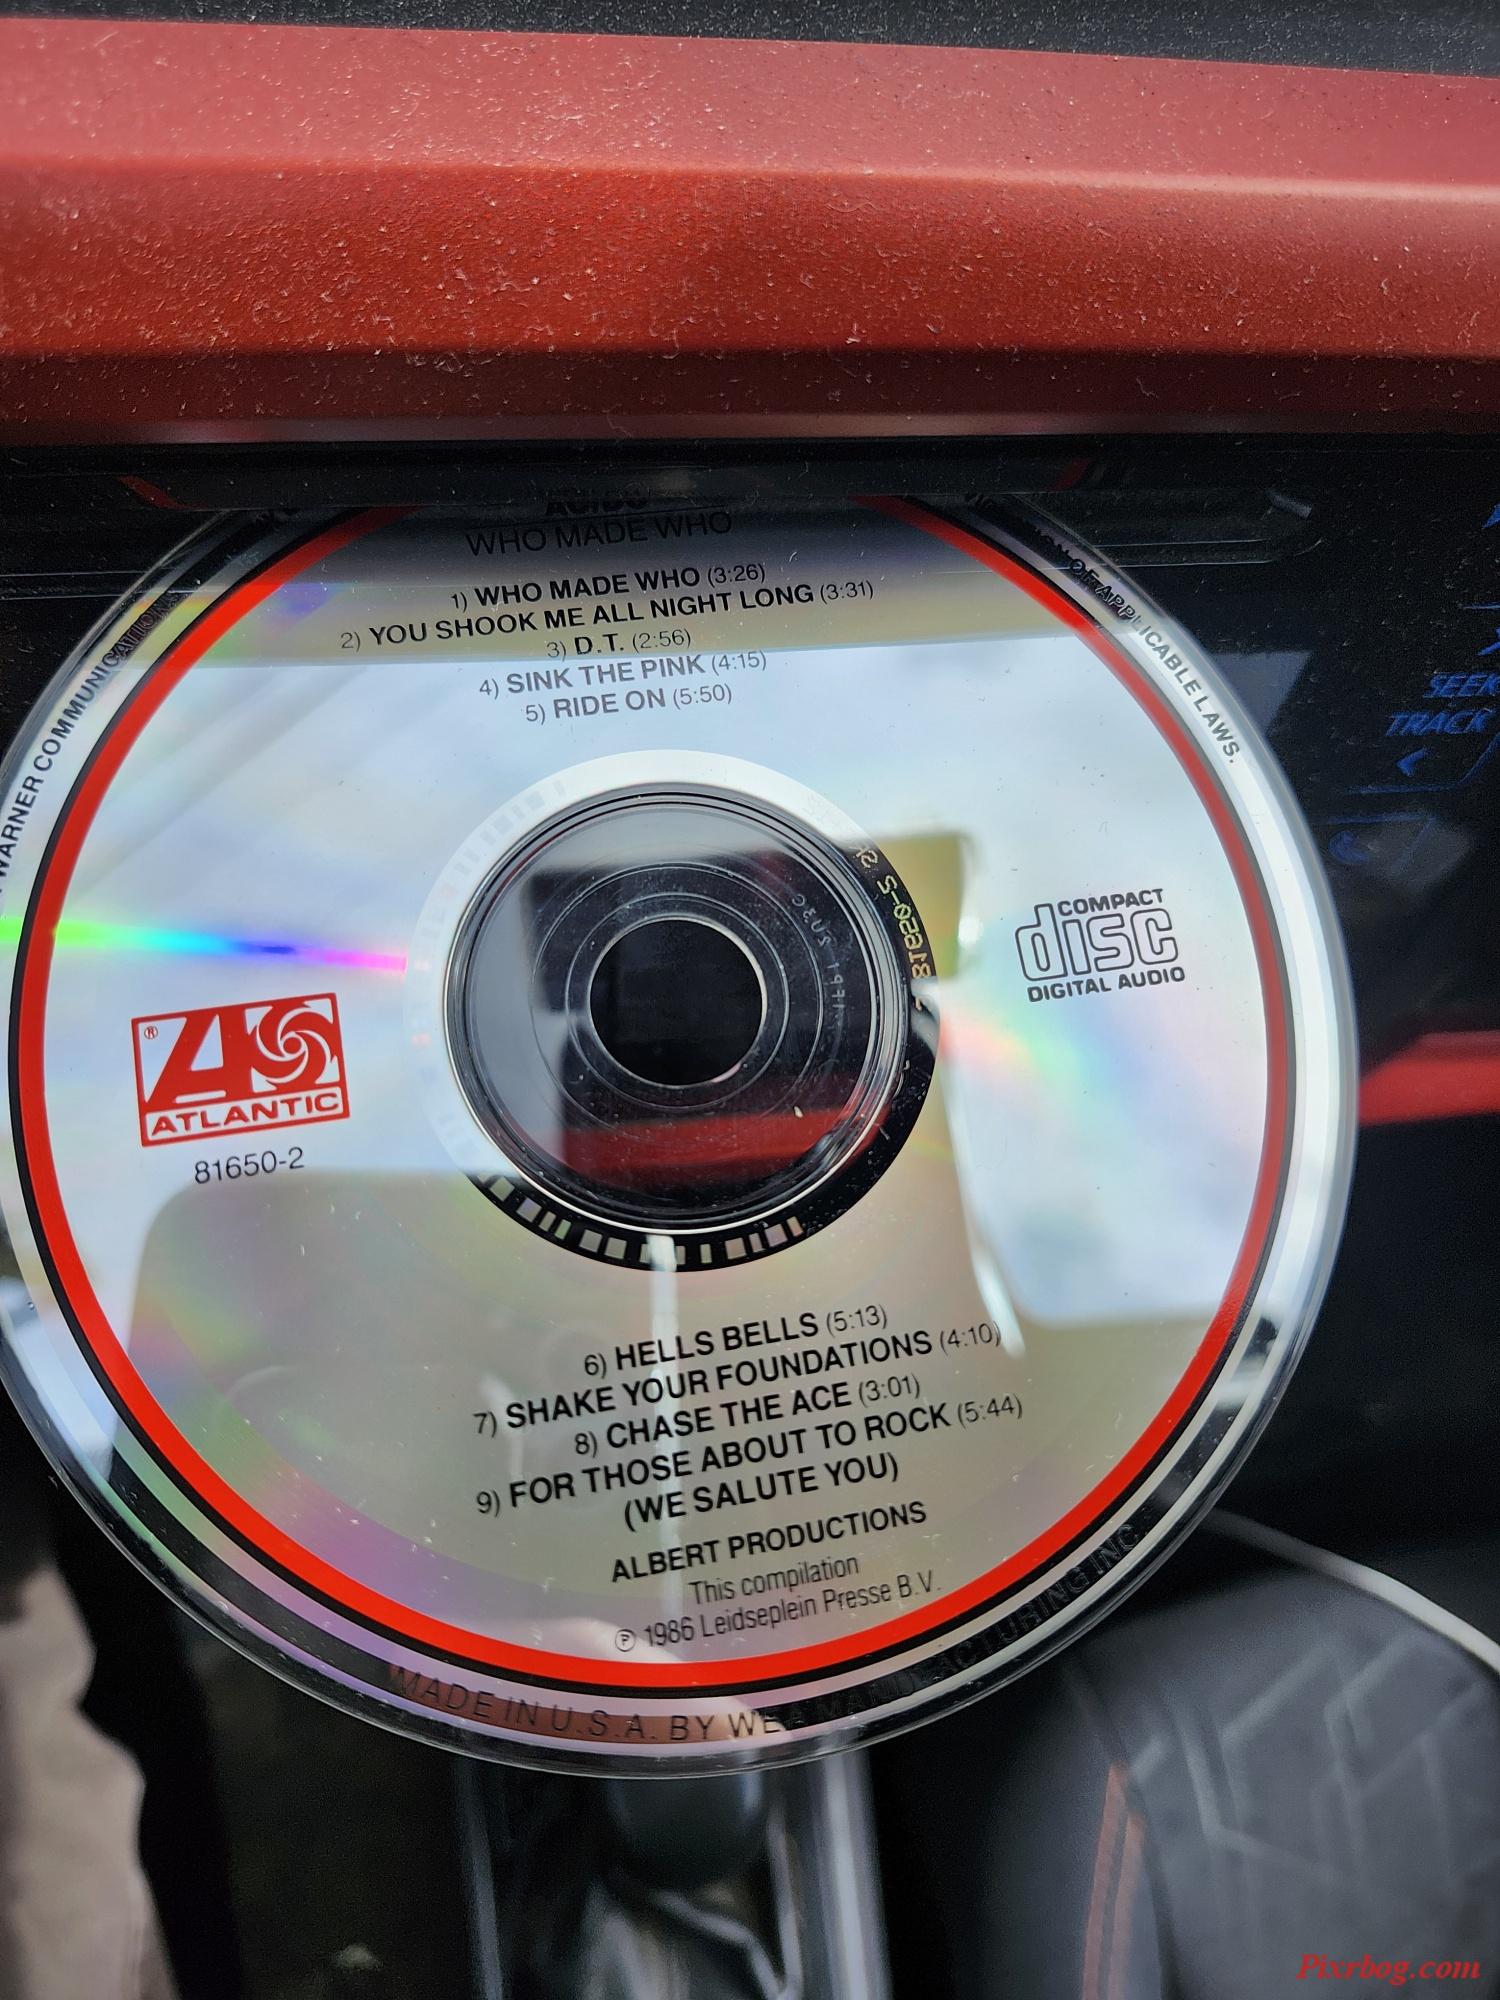 AC/DC
WHO MADE WHO
1) WHO MADE WHO (3:26)
2) YOU SHOOK ME ALL NIGHT LONG (3:31)
3) D.T. (2:56)
4) SINK THE PINK (4:15)
5) RIDE ON (5:50)
WARNER COMMUNICATIONS
OF APPLICABLE LAWS.
SEEK
TRACK
COMPACT
disc
DIGITAL AUDIO
®
ATLANTIC
81650-2
6) HELLS BELLS (5:13)
7) SHAKE YOUR FOUNDATIONS (4:10)
8) CHASE THE ACE (3:01)
9) FOR THOSE ABOUT TO ROCK (5:44)
(WE SALUTE YOU)
ALBERT PRODUCTIONS
This compilation
℗ 1986 Leidseplein Presse B.V.
MADE IN U.S.A. BY WEA MANUFACTURING INC.
Pixrbog.com